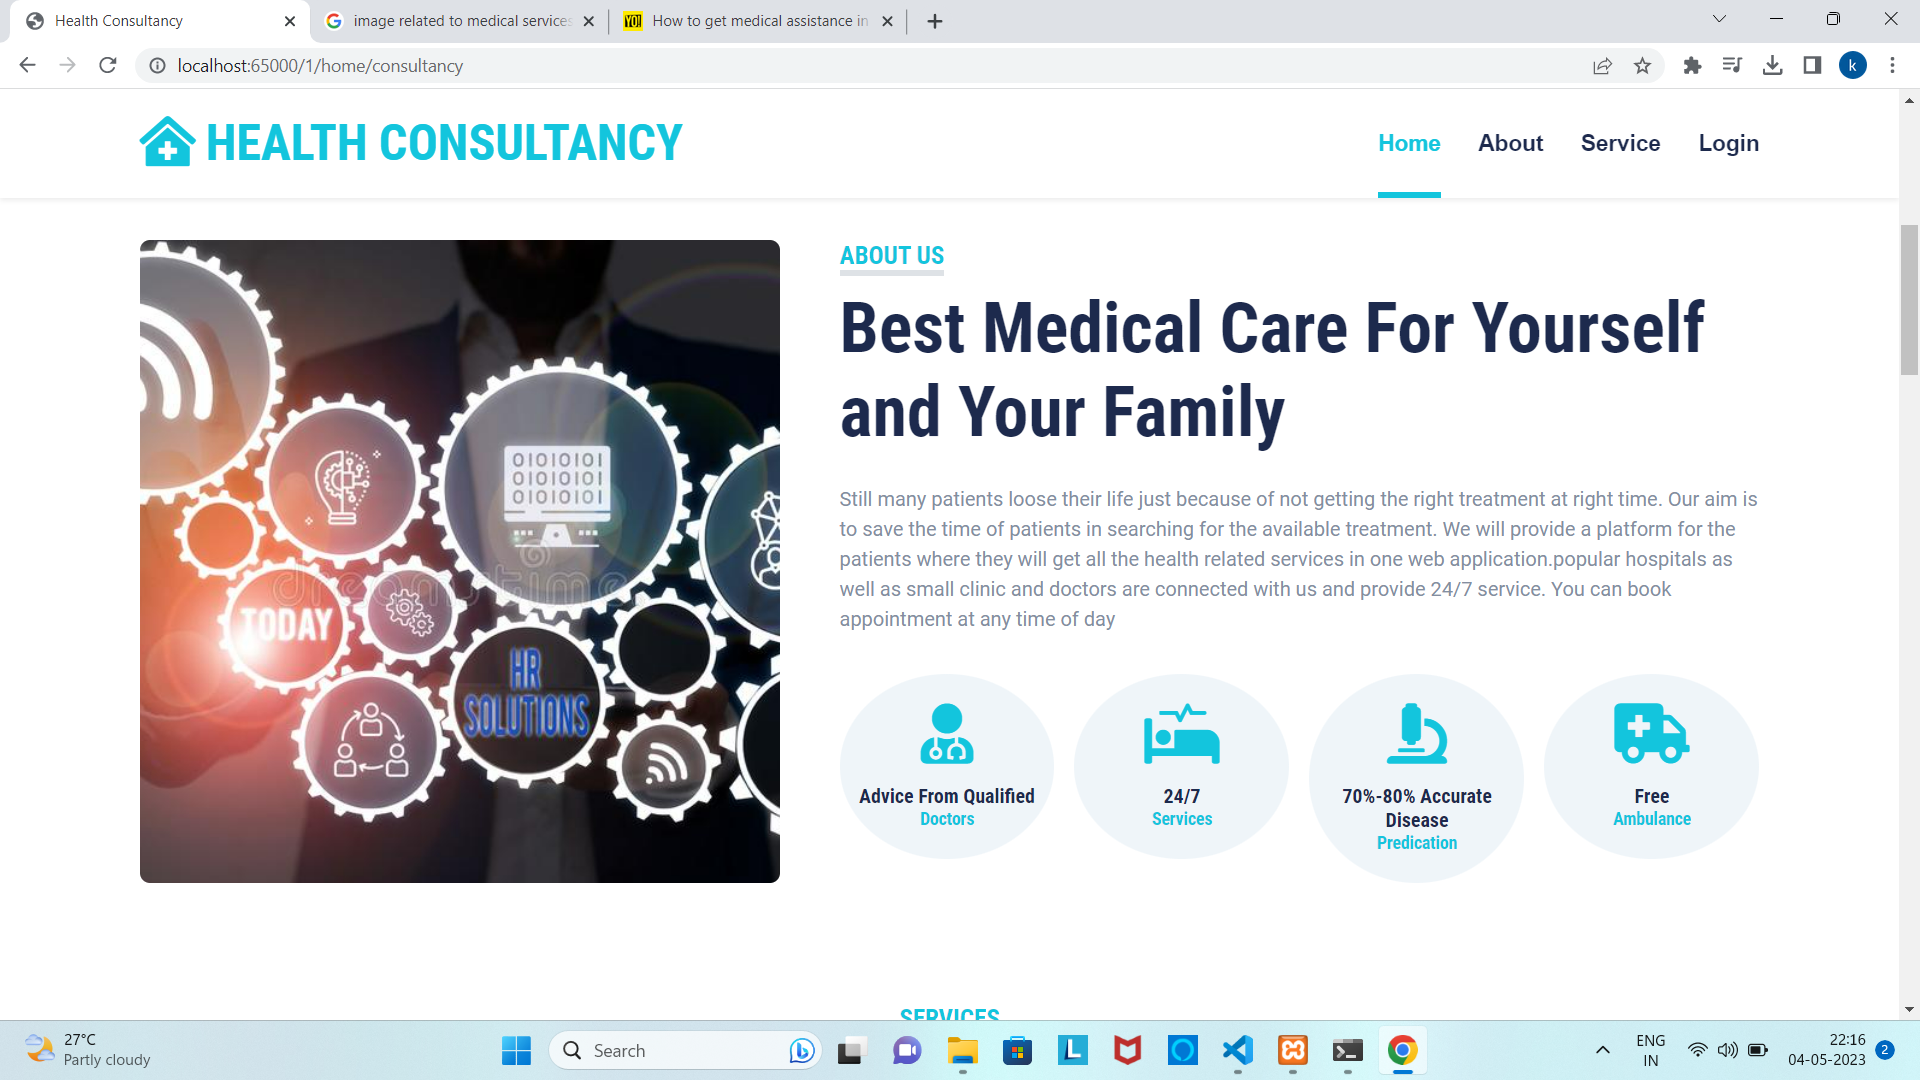 Health Consultancy
image related to medical services
How to get medical assistance in
localhost:65000/1/home/consultancy
k
HEALTH CONSULTANCY
Home About Service Login
ABOUT US
Best Medical Care For Yourself
and Your Family
Still many patients loose their life just because of not getting the right treatment at right time. Our aim is
to save the time of patients in searching for the available treatment. We will provide a platform for the
patients where they will get all the health related services in one web application.popular hospitals as
well as small clinic and doctors are connected with us and provide 24/7 service. You can book
appointment at any time of day
01010101
01010101
01010101
dreamstime
TODAY
HR
SOLUTIONS
Advice From Qualified
Doctors
24/7
Services
70%-80% Accurate
Disease
Predication
Free
Ambulance
SERVICES
27°C
Partly cloudy
Search
ENG
IN
22:16
04-05-2023
2